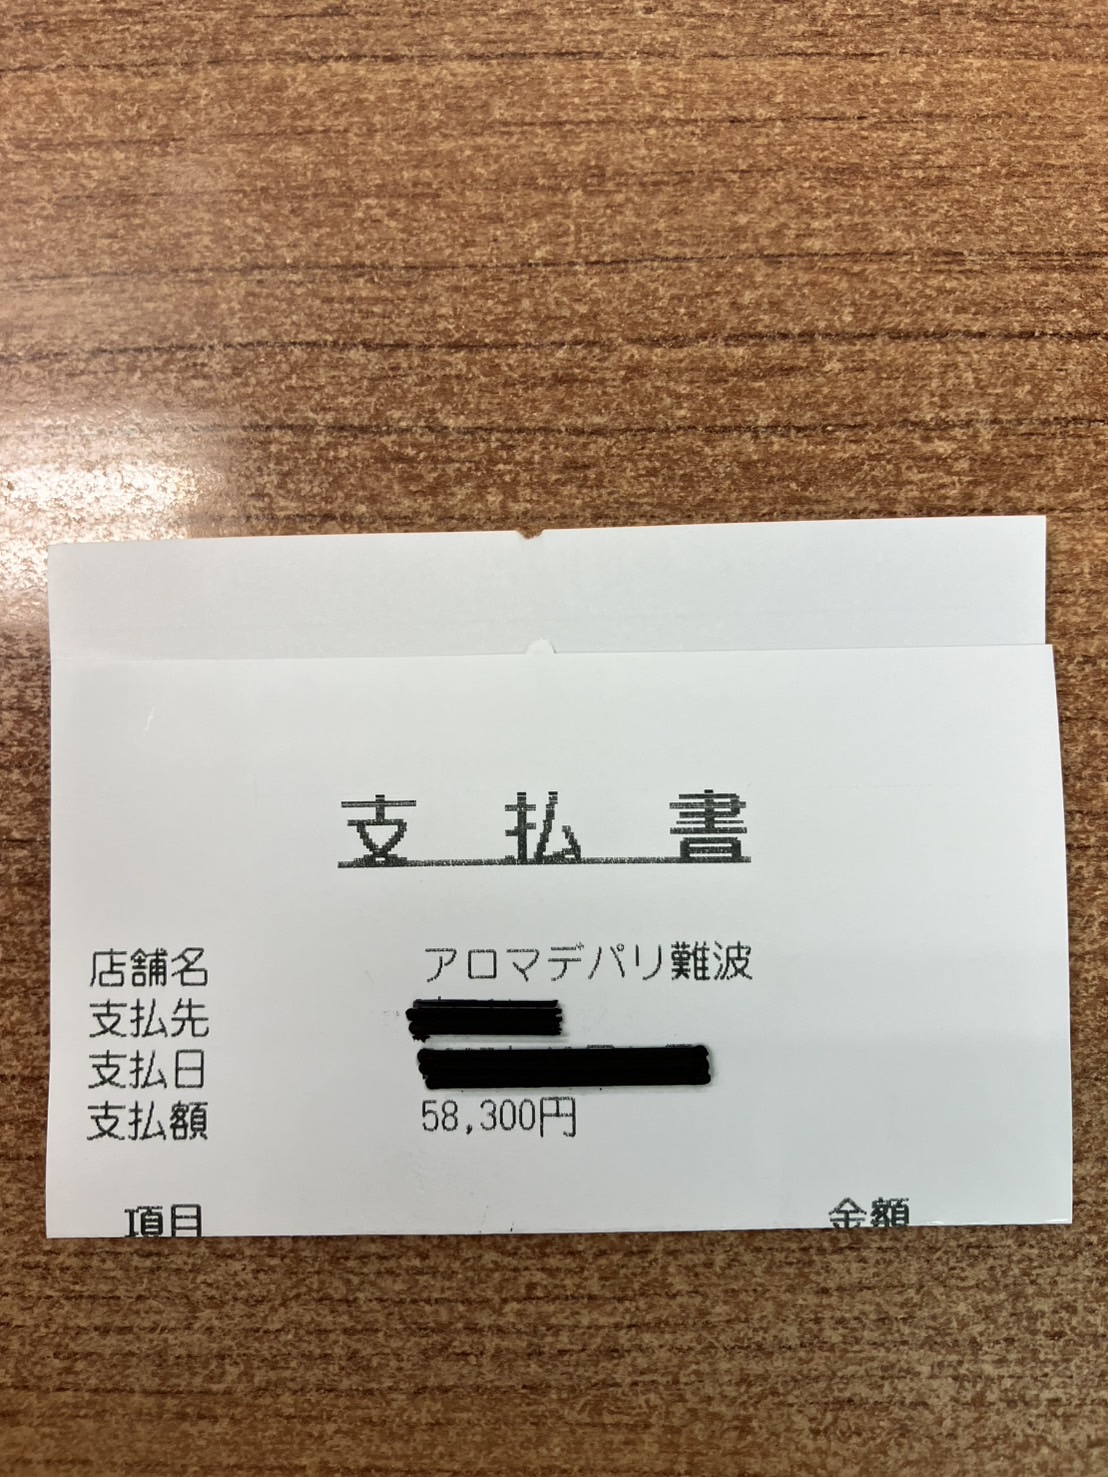 支払書
店舗名 アロマデパリ難波
支払先
支払日
支払額 58,300円
項目 金額